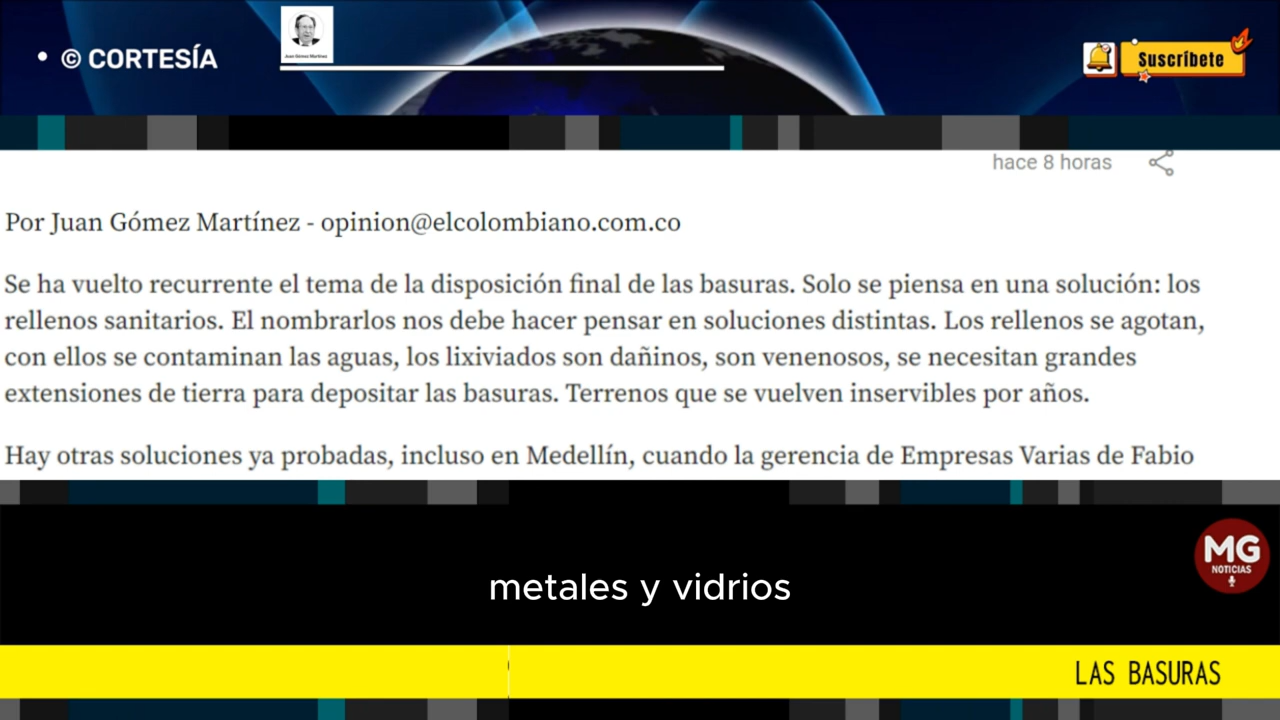 • © CORTESÍA
Juan Gómez Martínez
Suscríbete
hace 8 horas
Por Juan Gómez Martínez - opinion@elcolombiano.com.co
Se ha vuelto recurrente el tema de la disposición final de las basuras. Solo se piensa en una solución: los
rellenos sanitarios. El nombrarlos nos debe hacer pensar en soluciones distintas. Los rellenos se agotan,
con ellos se contaminan las aguas, los lixiviados son dañinos, son venenosos, se necesitan grandes
extensiones de tierra para depositar las basuras. Terrenos que se vuelven inservibles por años.
Hay otras soluciones ya probadas, incluso en Medellín, cuando la gerencia de Empresas Varias de Fabio
MG
NOTICIAS
metales y vidrios
LAS BASURAS